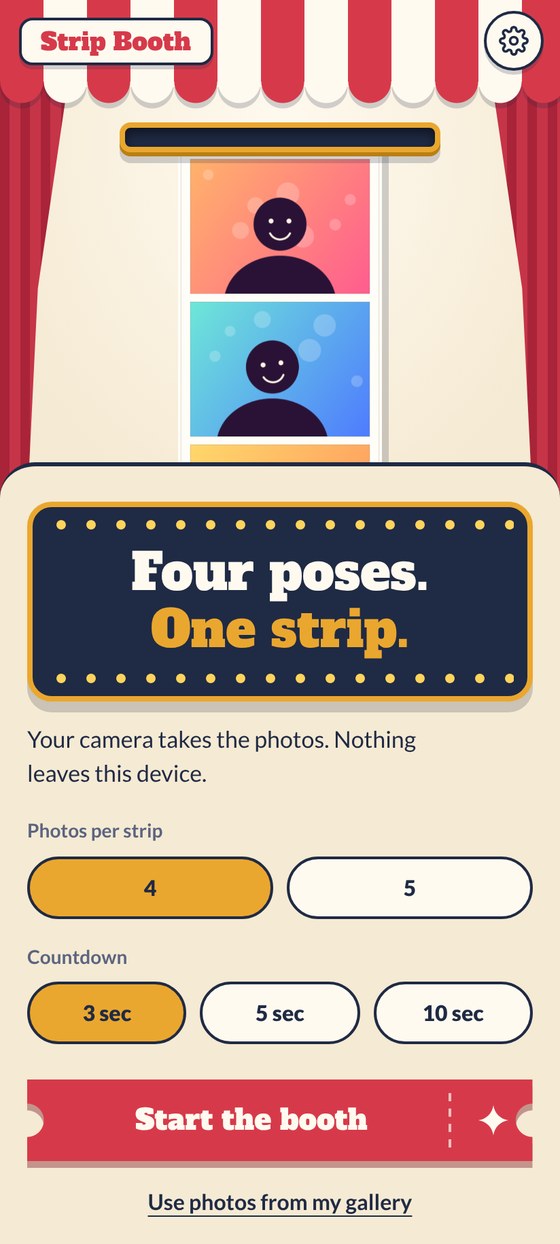 Strip Booth
Four poses.
One strip.
Your camera takes the photos. Nothing
leaves this device.
Photos per strip
4
5
Countdown
3 sec
5 sec
10 sec
Start the booth
Use photos from my gallery